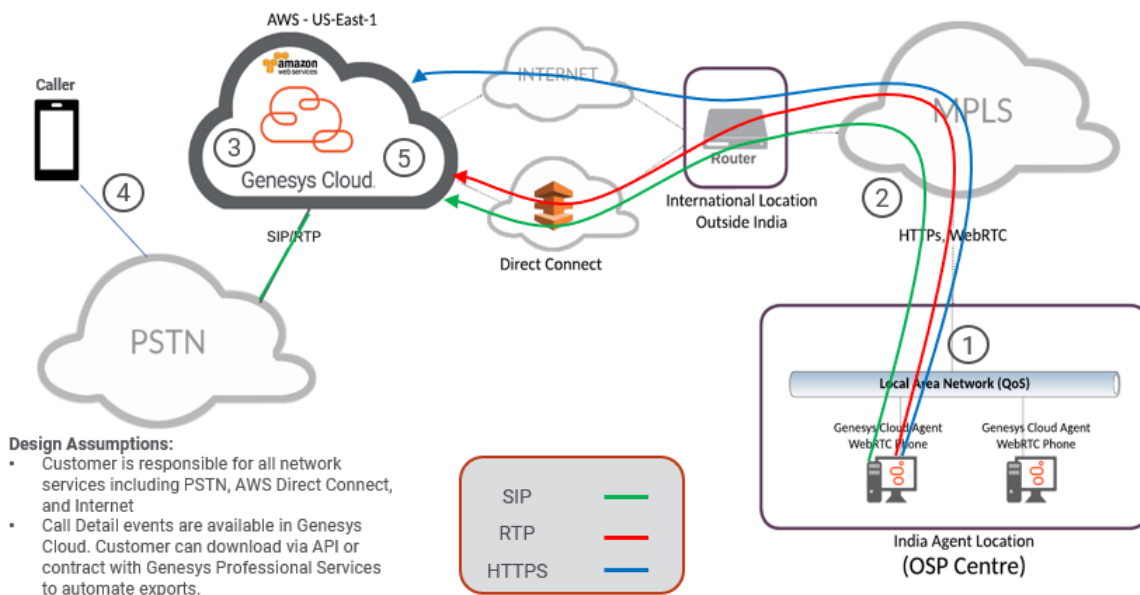 AWS - US-East-1
amazon
web services
Caller
INTERNET
MPLS
3
5
Genesys Cloud
Router
4
International Location
Outside India
2
SIP/RTP
HTTPs, WebRTC
Direct Connect
PSTN
1
Local Area Network (QoS)
Genesys Cloud Agent
WebRTC Phone
Genesys Cloud Agent
WebRTC Phone
Design Assumptions:
• Customer is responsible for all network
services including PSTN, AWS Direct Connect,
and Internet
• Call Detail events are available in Genesys
Cloud. Customer can download via API or
contract with Genesys Professional Services
to automate exports.
SIP
RTP
HTTPS
India Agent Location
(OSP Centre)